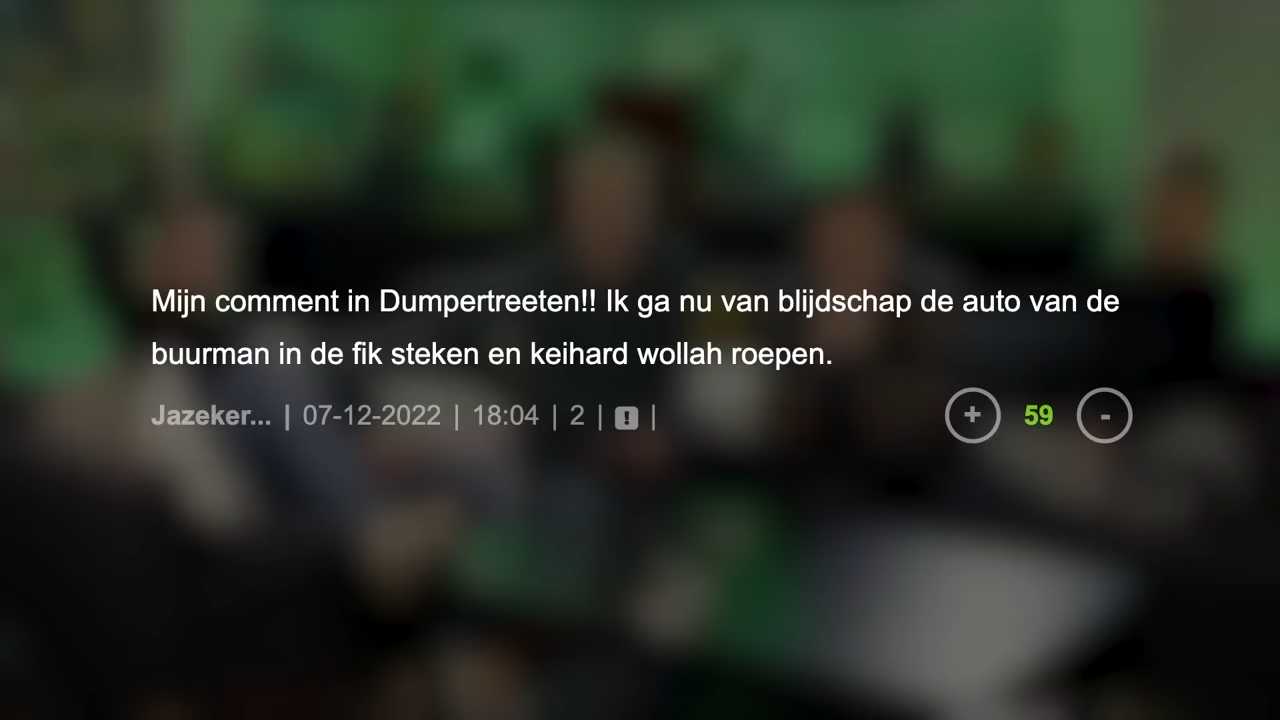 Mijn comment in Dumpertreeten!! Ik ga nu van blijdschap de auto van de
buurman in de fik steken en keihard wollah roepen.
Jazeker... | 07-12-2022 | 18:04 | 2 | ! | + 59 -